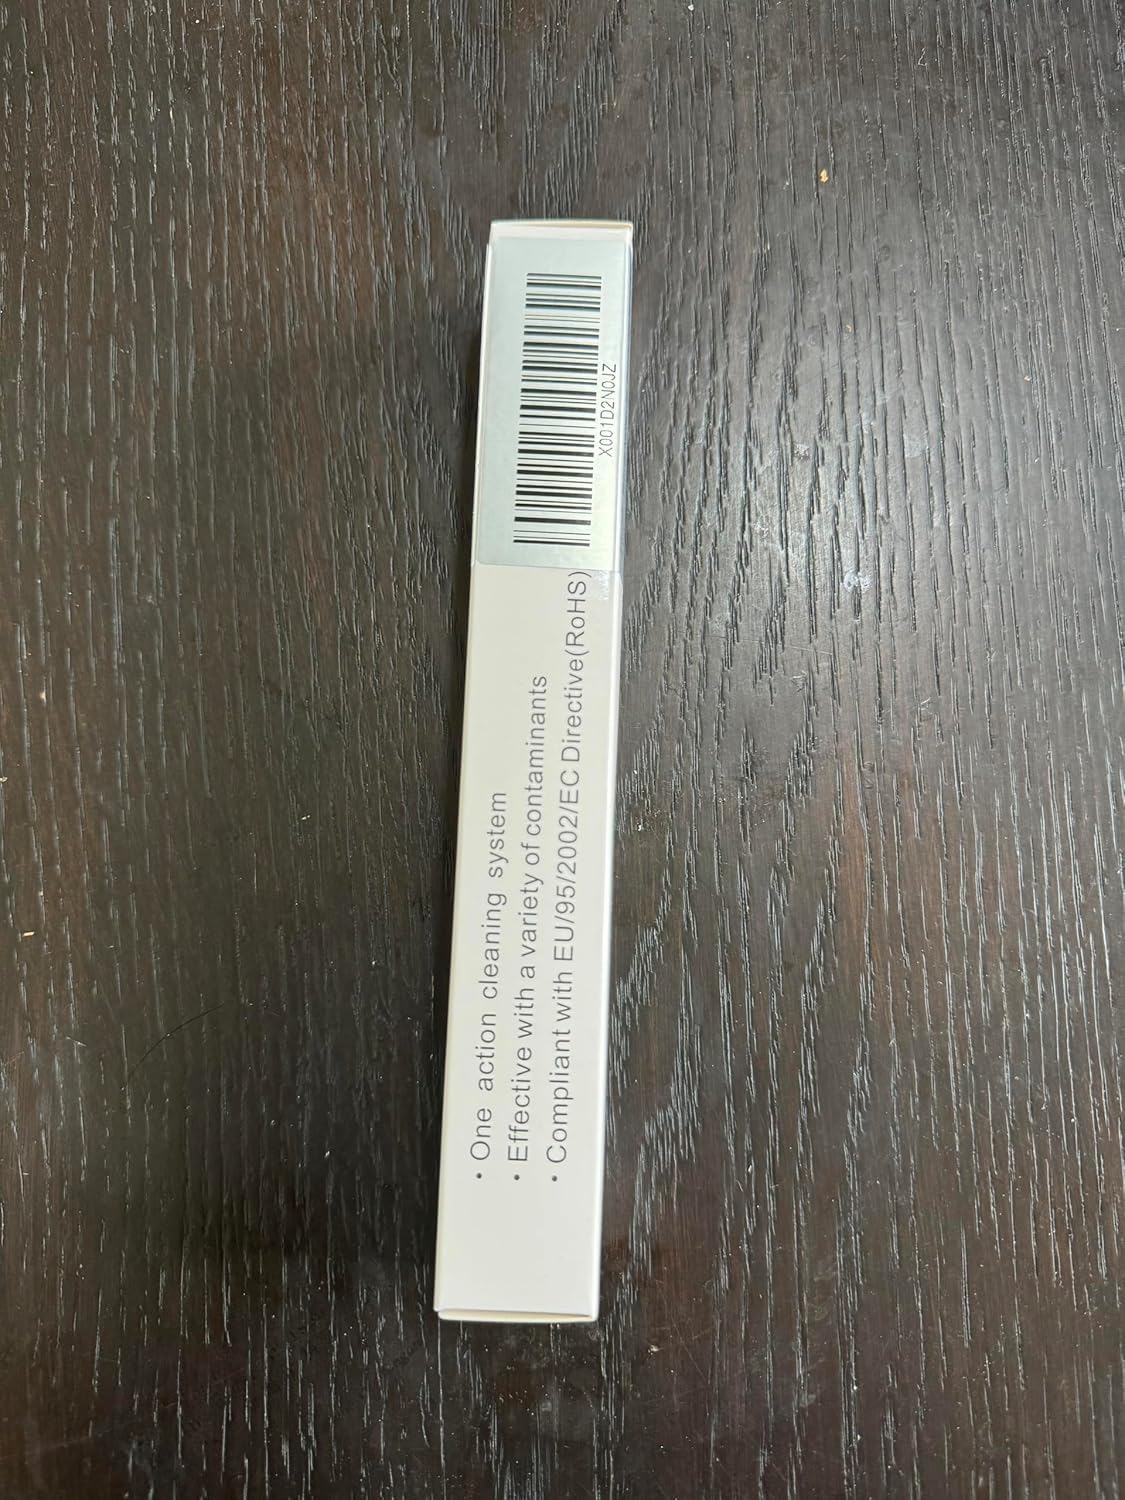 X001D2N0JZ
• One action cleaning system
• Effective with a variety of contaminants
• Compliant with EU/95/2002/EC Directive(RoHS)